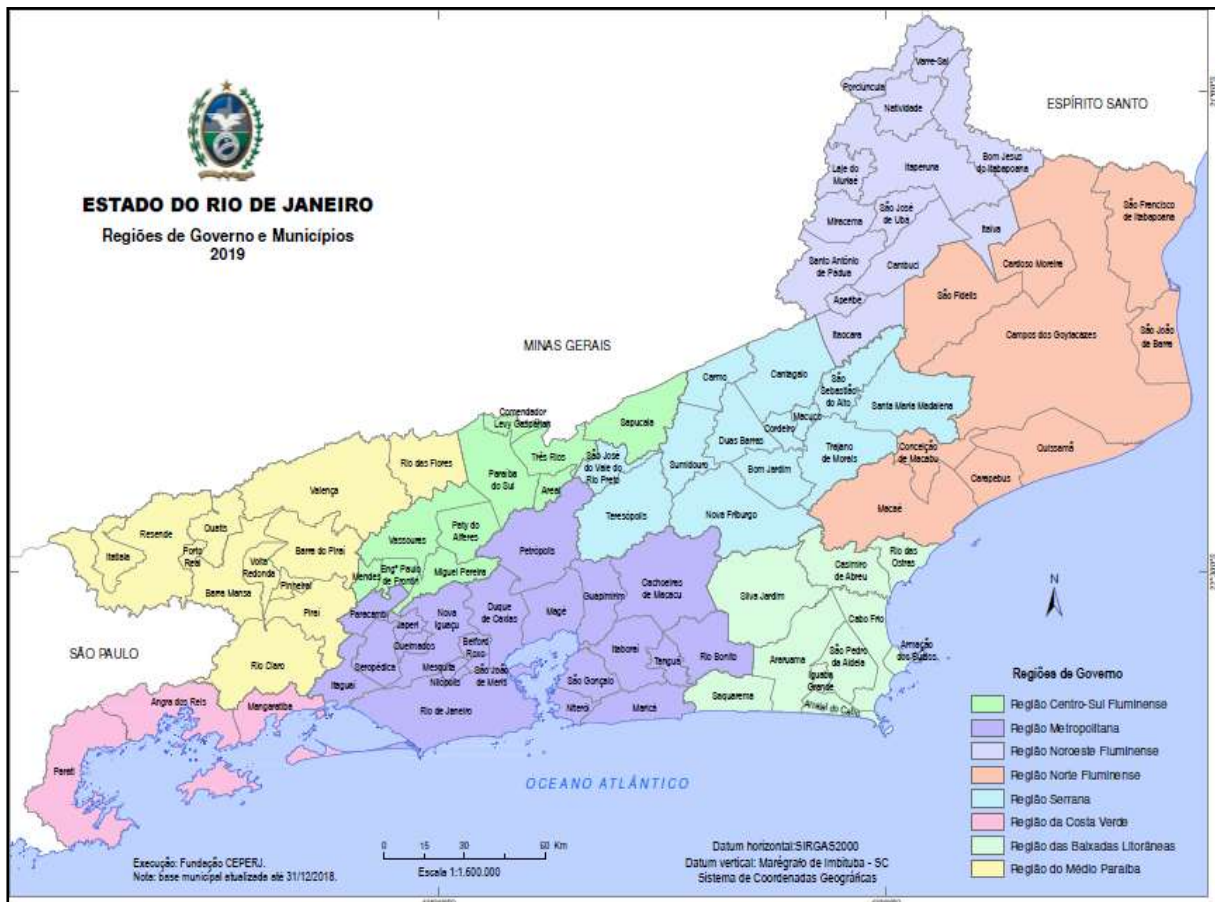 ESTADO DO RIO DE JANEIRO
Regiões de Governo e Municípios
2019
ESPÍRITO SANTO
MINAS GERAIS
SÃO PAULO
OCEANO ATLÂNTICO
Varre-Sai
Porciúncula
Natividade
Bom Jesus
do Itabapoana
Itaperuna
Laje do
Muriaé
São José
de Ubá
Miracema
Italva
Santo Antônio
de Pádua
Cambuci
Aperibé
Itaocara
São Francisco
de Itabapoana
Cardoso Moreira
São Fidélis
Campos dos Goytacazes
São João
da Barra
Quissamã
Conceição
de Macabu
Carapebus
Macaé
Carmo
Cantagalo
São
Sebastião
do Alto
Santa Maria Madalena
Macuco
Cordeiro
Duas Barras
Trajano
de Morais
Sumidouro
Bom Jardim
São José
do Vale do
Rio Preto
Teresópolis
Nova Friburgo
Comendador
Levy Gasparian
Sapucaia
Três Rios
Paraíba
do Sul
Areal
Paty do
Alferes
Vassouras
Mendes
Engº Paulo
de Frontin
Miguel Pereira
Rio das Flores
Valença
Resende
Quatis
Itatiaia
Porto
Real
Volta
Redonda
Barra do Piraí
Pinheiral
Barra Mansa
Piraí
Rio Claro
Petrópolis
Paracambi
Japeri
Nova
Iguaçu
Duque
de Caxias
Magé
Guapimirim
Cachoeiras
de Macacu
Queimados
Belford
Roxo
Seropédica
Mesquita
Nilópolis
São João
de Meriti
Itaguaí
Rio de Janeiro
Itaboraí
Tanguá
Rio Bonito
São Gonçalo
Niterói
Maricá
Rio das
Ostras
Casimiro
de Abreu
Silva Jardim
Cabo Frio
Armação
dos Búzios
São Pedro
da Aldeia
Araruama
Iguaba
Grande
Saquarema
Arraial do Cabo
Angra dos Reis
Mangaratiba
Parati
N
Regiões de Governo
Região Centro-Sul Fluminense
Região Metropolitana
Região Noroeste Fluminense
Região Norte Fluminense
Região Serrana
Região da Costa Verde
Região das Baixadas Litorâneas
Região do Médio Paraíba
Execução: Fundação CEPERJ.
Nota: base municipal atualizada até 31/12/2018.
0 15 30 60 Km
Escala 1:1.600.000
Datum horizontal:SIRGAS2000
Datum vertical: Marégrafo de Imbituba - SC
Sistema de Coordenadas Geográficas